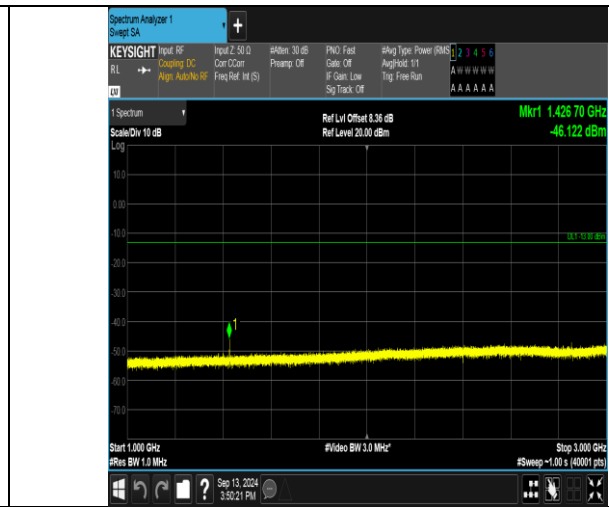 Spectrum Analyzer 1
Swept SA
+
KEYSIGHT Input: RF Input Z: 50 Ω #Atten: 30 dB PNO: Fast #Avg Type: Power (RMS 1 2 3 4 5 6
RL Coupling: DC Corr CCorr Preamp: Off Gate: Off Avg|Hold: 1/1 A W W W W W
Align: Auto/No RF Freq Ref: Int (S) IF Gain: Low Trig: Free Run
LXI Sig Track: Off A A A A A A
1 Spectrum Ref Lvl Offset 8.36 dB Mkr1 1.426 70 GHz
Scale/Div 10 dB Ref Level 20.00 dBm -46.122 dBm
Log
10.0
0.00
-10.0
DL1 -13.00 dBm
-20.0
-30.0
-40.0
1
-50.0
-60.0
-70.0
Start 1.000 GHz #Video BW 3.0 MHz* Stop 3.000 GHz
#Res BW 1.0 MHz #Sweep ~1.00 s (40001 pts)
? Sep 13, 2024
3:50:21 PM